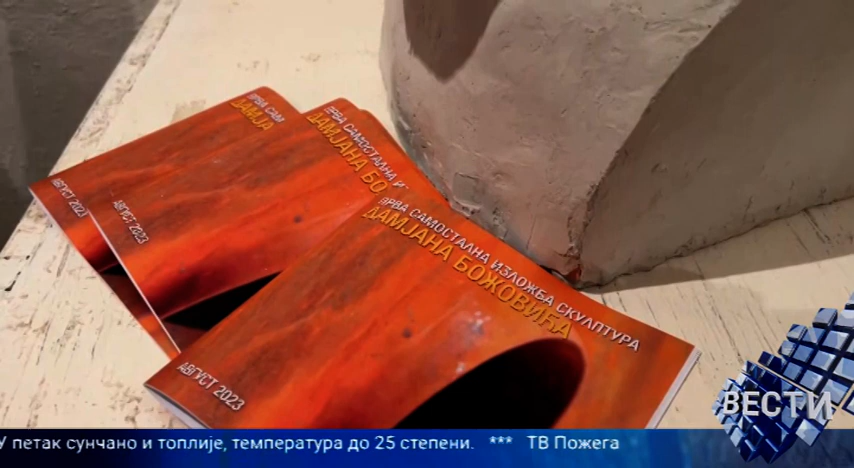 ПРВА САМ
ДАМЈА
АВГУСТ 2023
ПРВА САМОСТАЛНА И
ДАМЈАНА БО
АВГУСТ 2023
ПРВА САМОСТАЛНА ИЗЛОЖБА СКУЛПТУРА
ДАМЈАНА БОЖОВИЋА
АВГУСТ 2023
ВЕСТИ
У петак сунчано и топлије, температура до 25 степени. *** ТВ Пожега